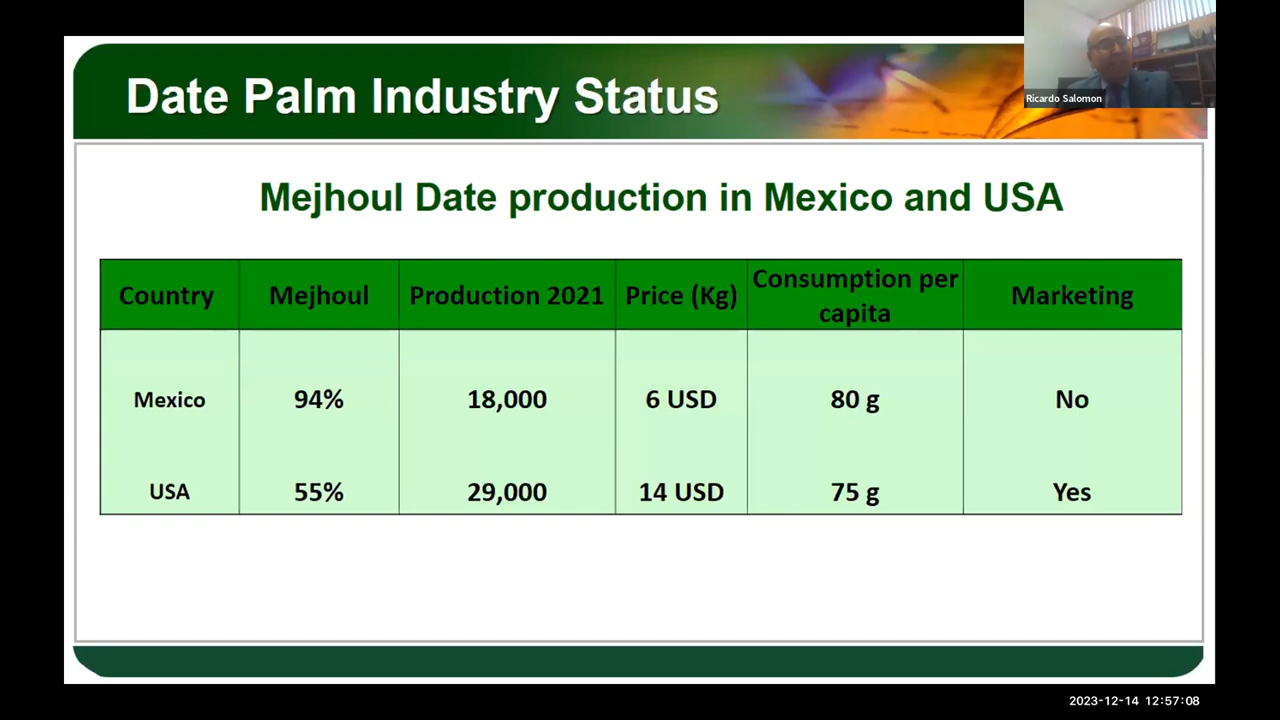 Date Palm Industry Status
Ricardo Salomon
Mejhoul Date production in Mexico and USA
Country Mejhoul Production 2021 Price (Kg) Consumption per capita Marketing
Mexico 94% 18,000 6 USD 80 g No
USA 55% 29,000 14 USD 75 g Yes
2023-12-14 12:57:08